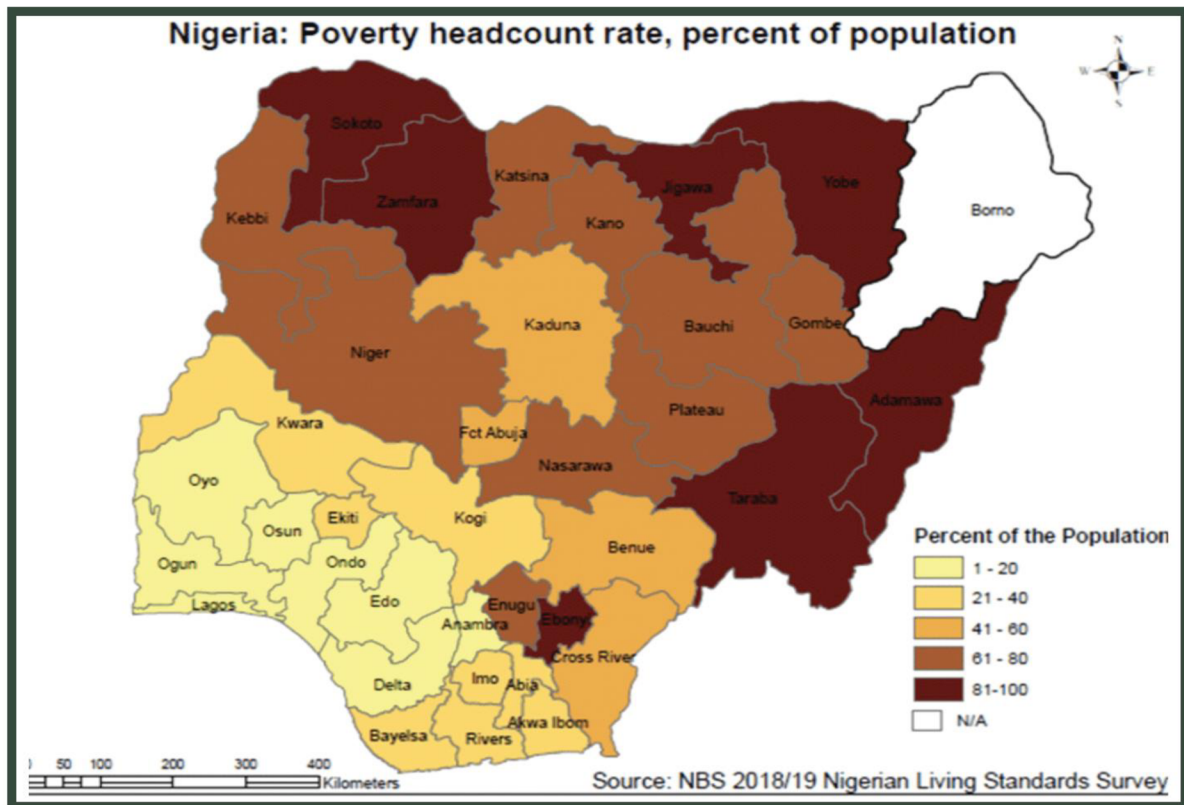 Nigeria: Poverty headcount rate, percent of population
N
W E
S
Sokoto
Katsina
Jigawa
Yobe
Zamfara
Kebbi
Kano
Borno
Kaduna
Bauchi
Gombe
Niger
Adamawa
Plateau
Kwara
Fct Abuja
Nasarawa
Oyo
Taraba
Ekiti
Kogi
Osun
Benue
Ogun
Ondo
Lagos
Edo
Enugu
Ebony
Anambra
Cross River
Imo
Abia
Delta
Akwa Ibom
Bayelsa
Rivers
Percent of the Population
1 - 20
21 - 40
41 - 60
61 - 80
81-100
N/A
50 100 200 300 400
Kilometers
Source: NBS 2018/19 Nigerian Living Standards Survey